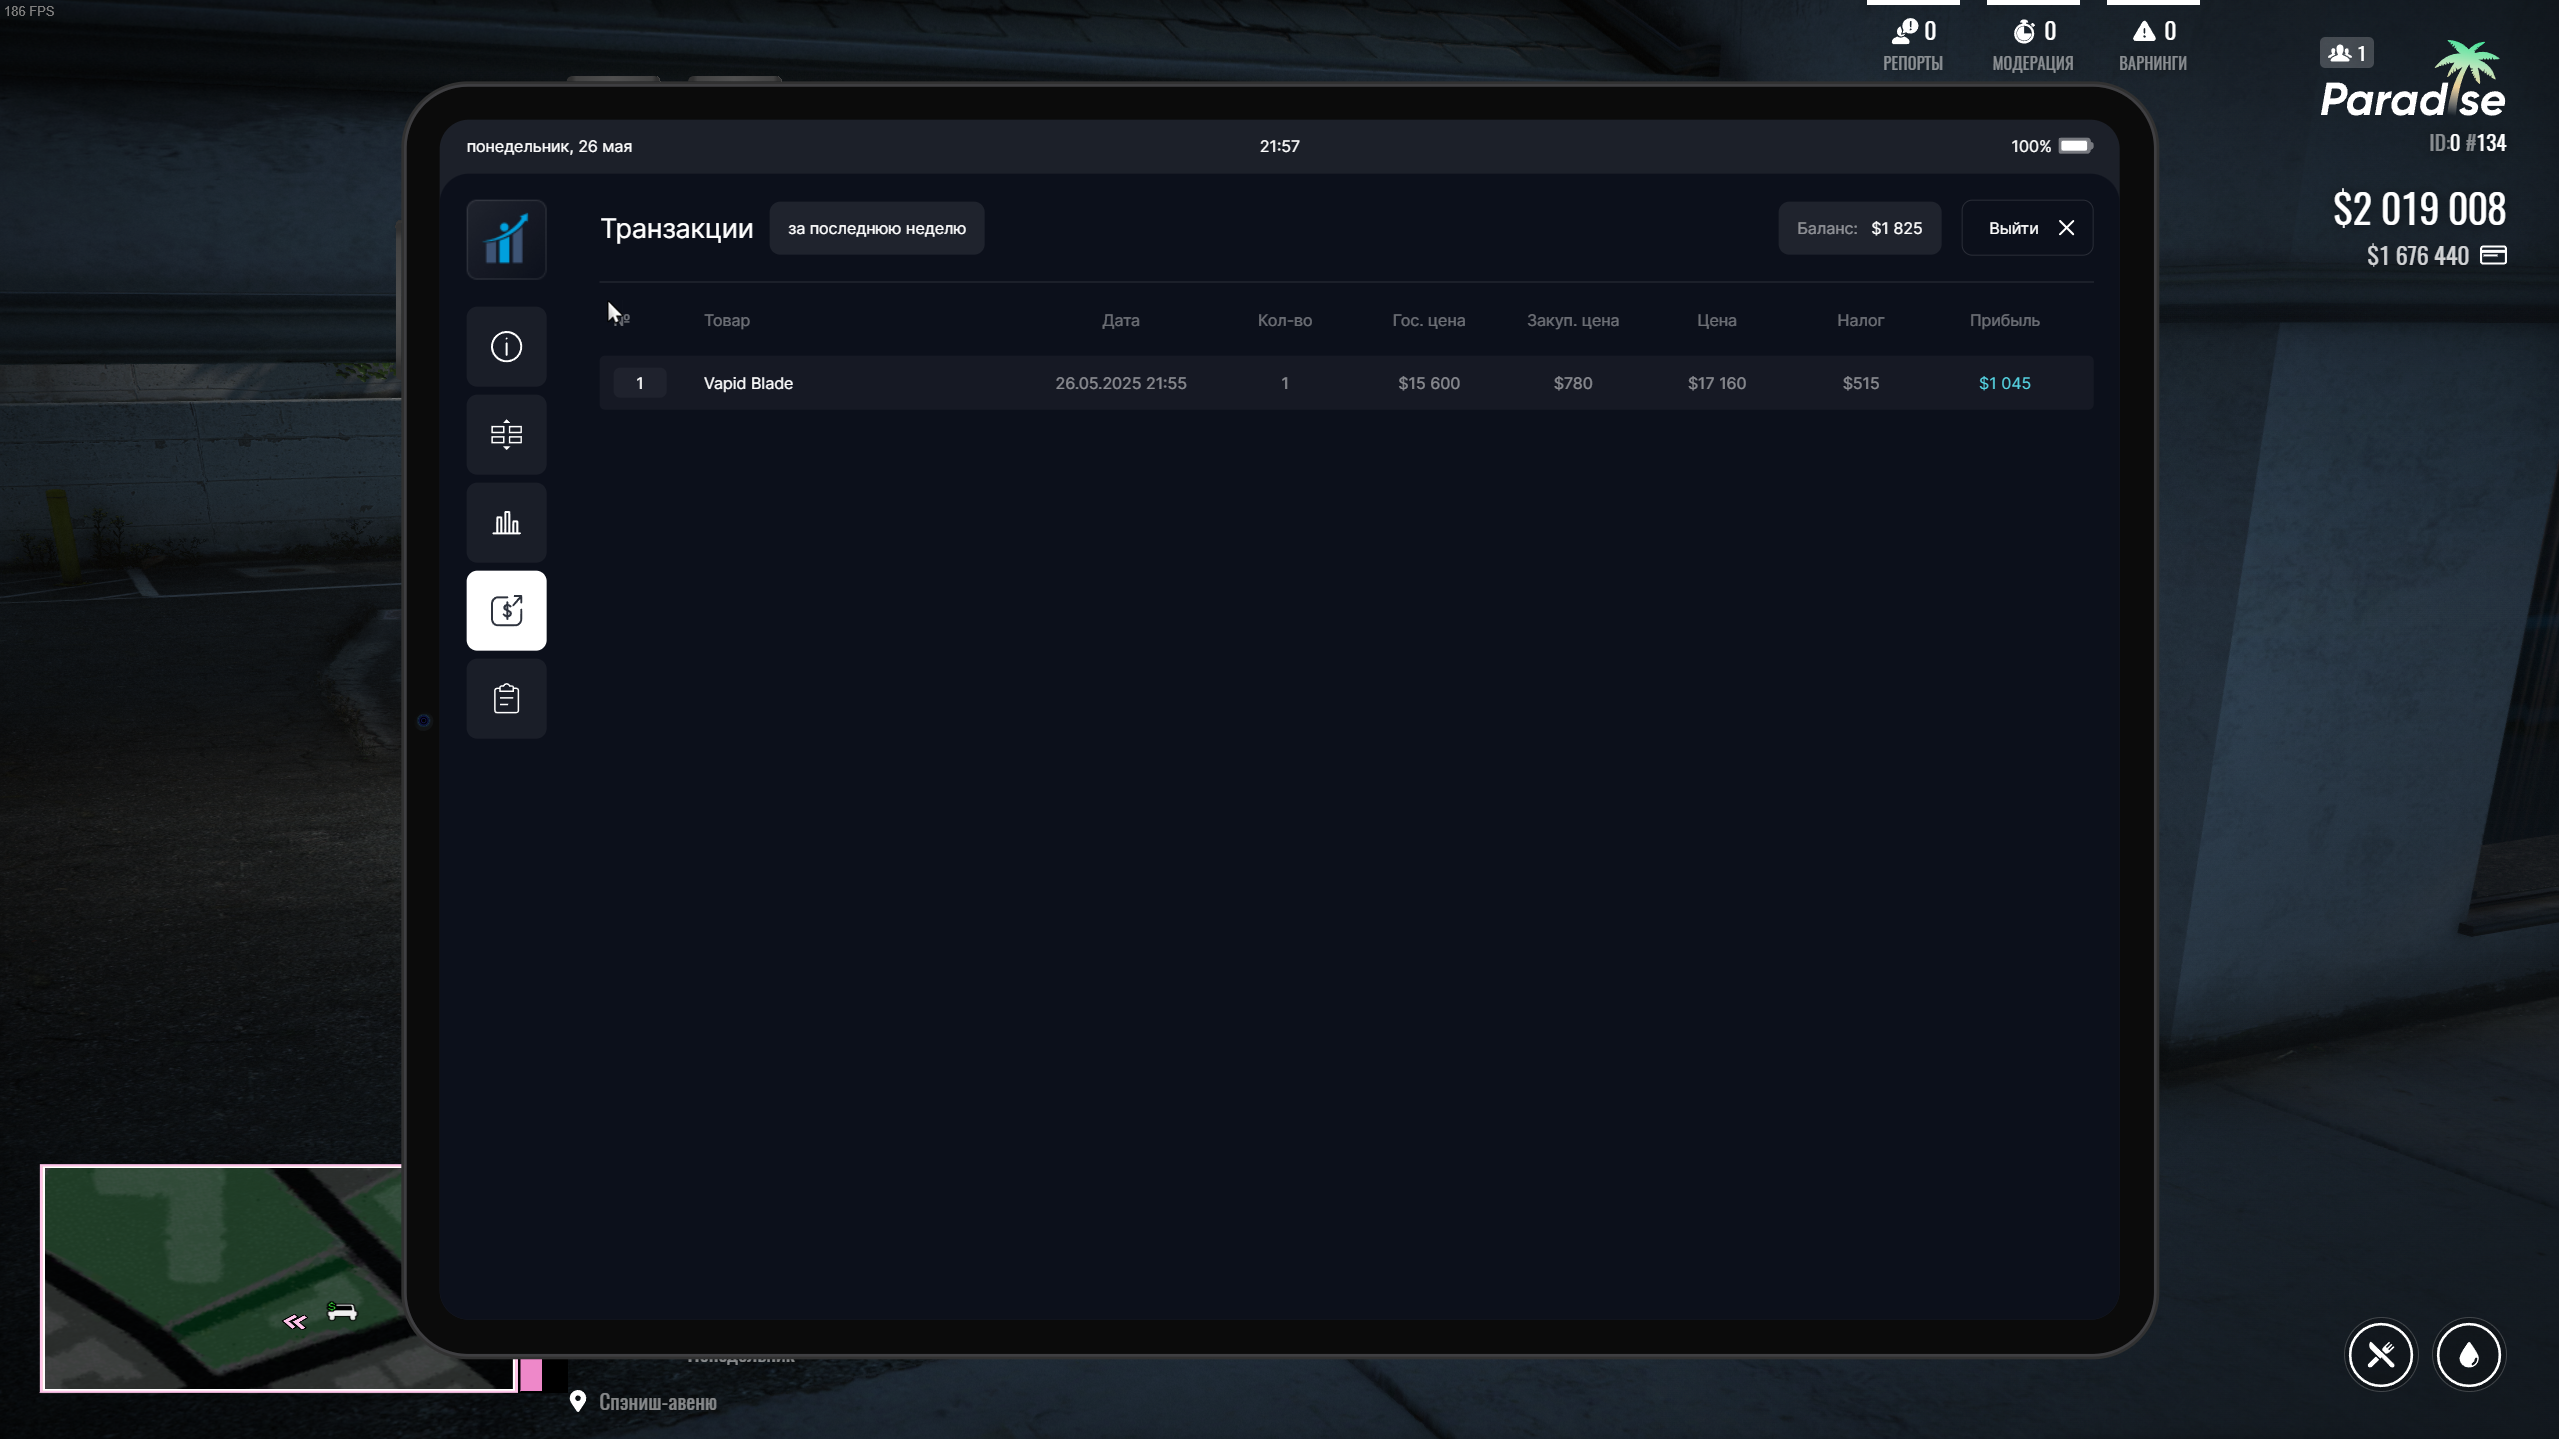 186 FPS
0
РЕПОРТЫ
0
МОДЕРАЦИЯ
0
ВАРНИНГИ
1
Paradise
ID:0 #134
$2 019 008
$1 676 440
понедельник, 26 мая
21:57
100%
Транзакции
за последнюю неделю
Баланс: $1 825
Выйти
№ Товар Дата Кол-во Гос. цена Закуп. цена Цена Налог Прибыль
1 Vapid Blade 26.05.2025 21:55 1 $15 600 $780 $17 160 $515 $1 045
Понедельник
Спэниш-авеню